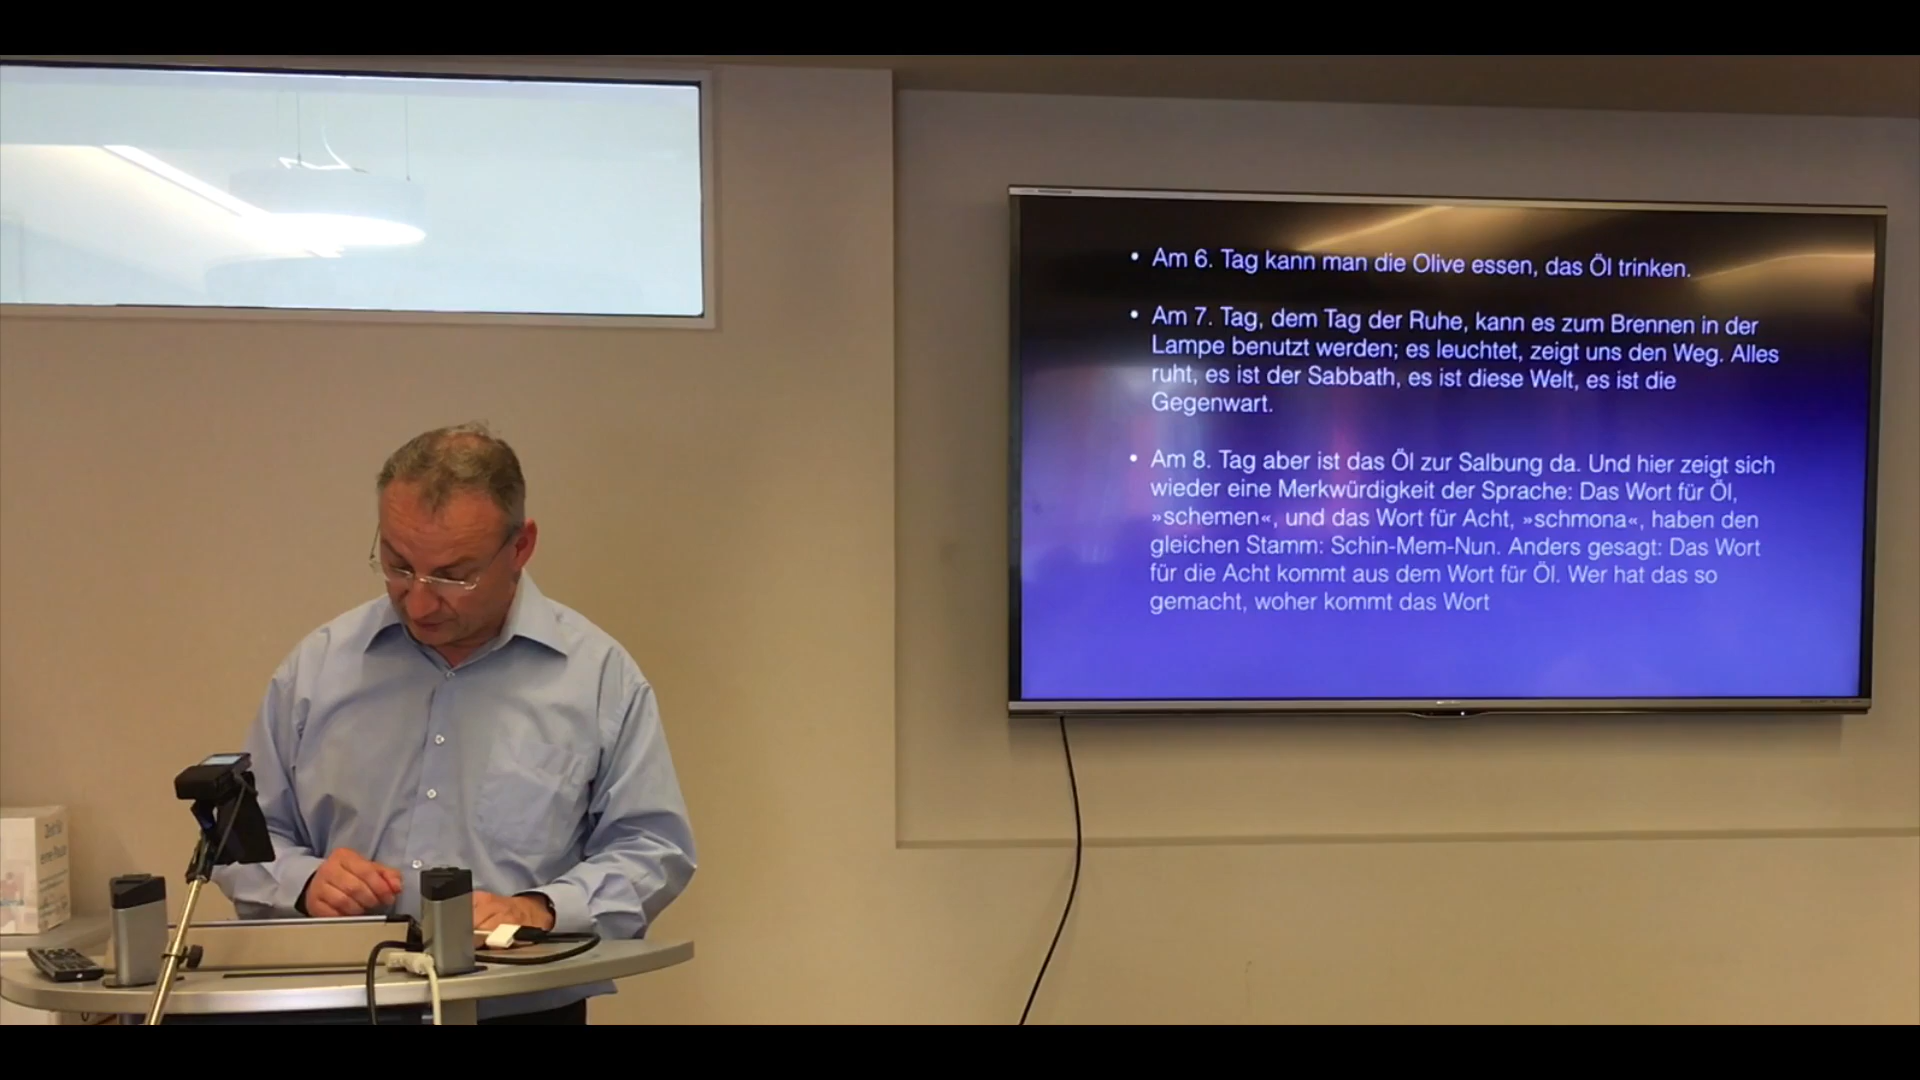 • Am 6. Tag kann man die Olive essen, das Öl trinken.
• Am 7. Tag, dem Tag der Ruhe, kann es zum Brennen in der
Lampe benutzt werden; es leuchtet, zeigt uns den Weg. Alles
ruht, es ist der Sabbath, es ist diese Welt, es ist die
Gegenwart.
• Am 8. Tag aber ist das Öl zur Salbung da. Und hier zeigt sich
wieder eine Merkwürdigkeit der Sprache: Das Wort für Öl,
»schemen«, und das Wort für Acht, »schmona«, haben den
gleichen Stamm: Schin-Mem-Nun. Anders gesagt: Das Wort
für die Acht kommt aus dem Wort für Öl. Wer hat das so
gemacht, woher kommt das Wort
Zeit für
eine Pause